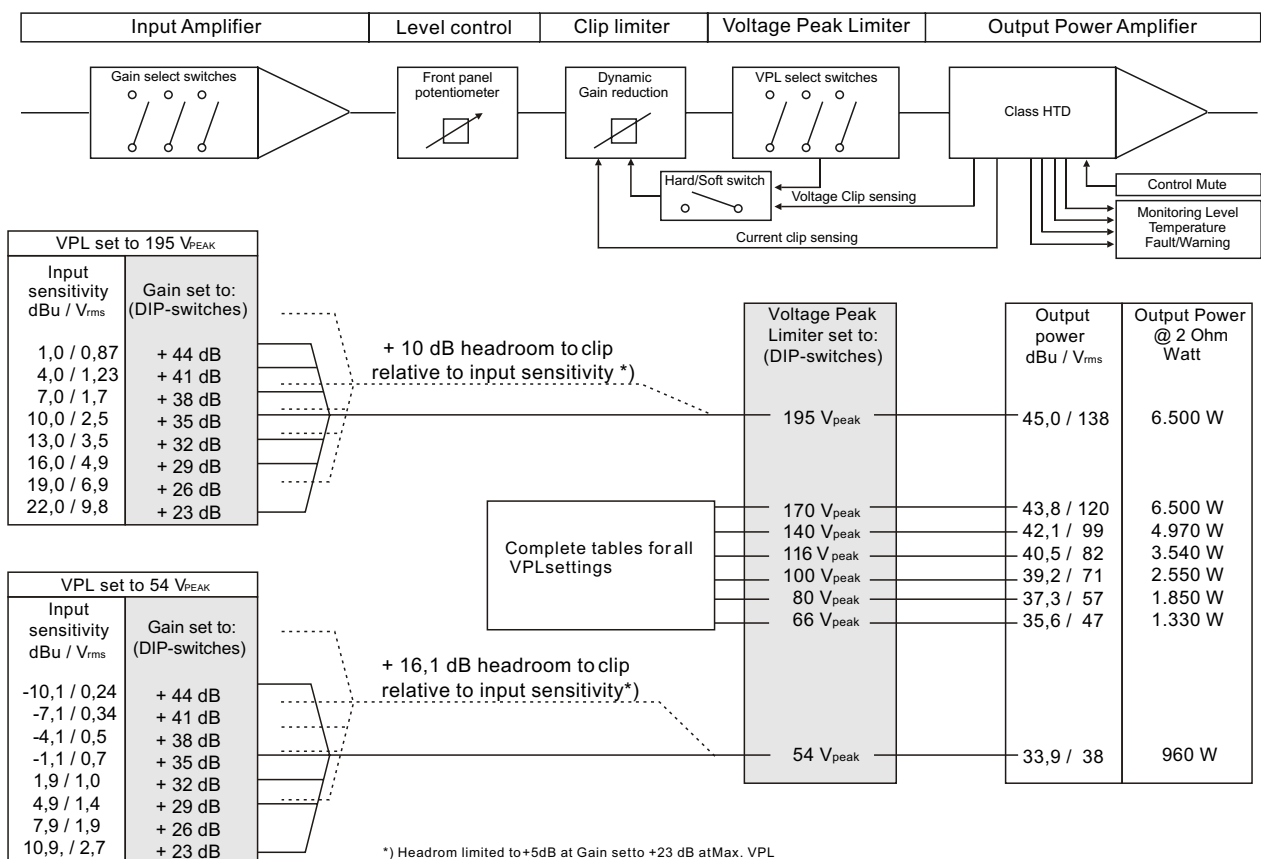 Input Amplifier
Level control
Clip limiter
Voltage Peak Limiter
Output Power Amplifier
Gain select switches
Front panel
potentiometer
Dynamic
Gain reduction
VPL select switches
Class HTD
Hard/Soft switch
Voltage Clip sensing
Current clip sensing
Control Mute
Monitoring Level
Temperature
Fault/Warning
VPL set to 195 VPEAK
Input
sensitivity
dBu / Vrms
Gain set to:
(DIP-switches)
1,0 / 0,87 + 44 dB
4,0 / 1,23 + 41 dB
7,0 / 1,7 + 38 dB
10,0 / 2,5 + 35 dB
13,0 / 3,5 + 32 dB
16,0 / 4,9 + 29 dB
19,0 / 6,9 + 26 dB
22,0 / 9,8 + 23 dB
+ 10 dB headroom to clip
relative to input sensitivity *)
Voltage Peak
Limiter set to:
(DIP-switches)
Output
power
dBu / Vrms
Output Power
@ 2 Ohm
Watt
195 Vpeak 45,0 / 138 6.500 W
Complete tables for all
VPL settings
170 Vpeak 43,8 / 120 6.500 W
140 Vpeak 42,1 / 99 4.970 W
116 Vpeak 40,5 / 82 3.540 W
100 Vpeak 39,2 / 71 2.550 W
80 Vpeak 37,3 / 57 1.850 W
66 Vpeak 35,6 / 47 1.330 W
54 Vpeak 33,9 / 38 960 W
VPL set to 54 VPEAK
Input
sensitivity
dBu / Vrms
Gain set to:
(DIP-switches)
-10,1 / 0,24 + 44 dB
-7,1 / 0,34 + 41 dB
-4,1 / 0,5 + 38 dB
-1,1 / 0,7 + 35 dB
1,9 / 1,0 + 32 dB
4,9 / 1,4 + 29 dB
7,9 / 1,9 + 26 dB
10,9, / 2,7 + 23 dB
+ 16,1 dB headroom to clip
relative to input sensitivity*)
*) Headrom limited to +5dB at Gain setto +23 dB at Max. VPL